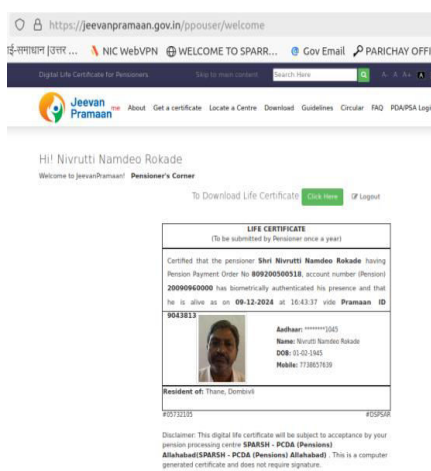 https://jeevanpramaan.gov.in/ppouser/welcome
ई-समाधान |उत्तर ... NIC WebVPN WELCOME TO SPARR... Gov Email PARICHAY OFFI
Digital Life Certificate for Pensioners Skip to main content Search Here A- A A+ A
Jeevan Pramaan
me About Get a certificate Locate a Centre Download Guidelines Circular FAQ PDA/PSA Logi
Hi! Nivrutti Namdeo Rokade
Welcome to JeevanPramaan! Pensioner's Corner
To Download Life Certificate Click Here Logout
LIFE CERTIFICATE
(To be submitted by Pensioner once a year)
Certified that the pensioner Shri Nivrutti Namdeo Rokade having
Pension Payment Order No 809200500518, account number (Pension)
20090960000 has biometrically authenticated his presence and that
he is alive as on 09-12-2024 at 16:43:37 vide Pramaan ID
9043813
Aadhaar: ********1045
Name: Nivrutti Namdeo Rokade
DOB: 01-02-1945
Mobile: 7738657639
Resident of: Thane, Dombivli
#05732105 #DSPSAR
Disclaimer: This digital life certificate will be subject to acceptance by your
pension processing centre SPARSH - PCDA (Pensions)
Allahabad(SPARSH - PCDA (Pensions) Allahabad) . This is a computer
generated certificate and does not require signature.